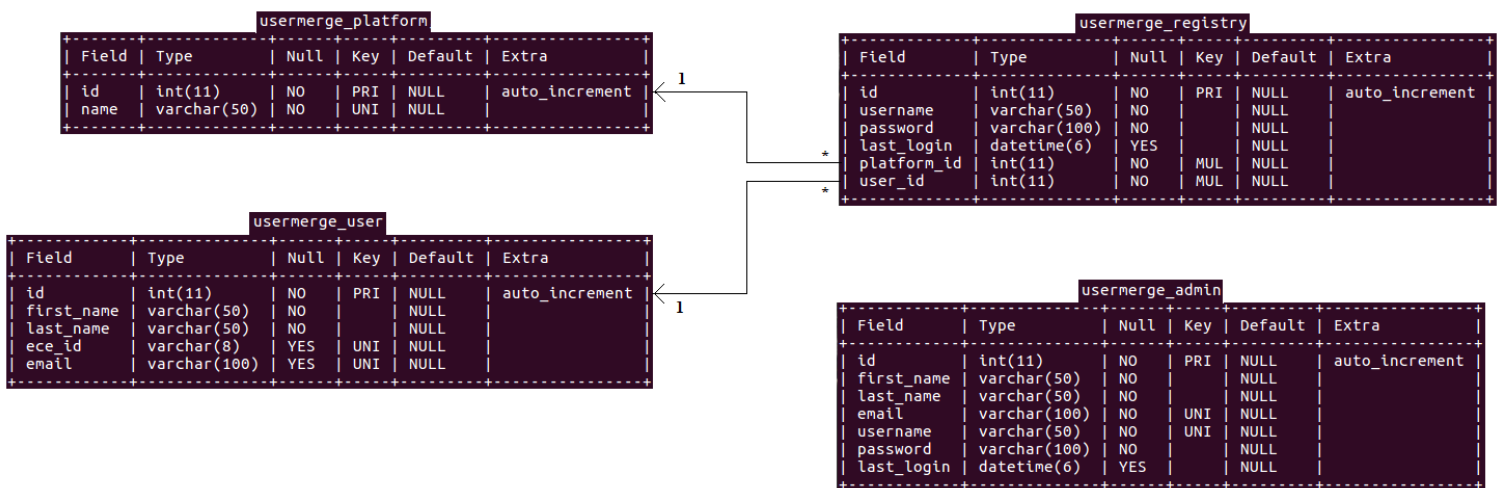 usermerge_platform
+-------+-------------+------+-----+---------+----------------+
| Field | Type | Null | Key | Default | Extra |
+-------+-------------+------+-----+---------+----------------+
| id | int(11) | NO | PRI | NULL | auto_increment |
| name | varchar(50) | NO | UNI | NULL | |
+-------+-------------+------+-----+---------+----------------+
1
usermerge_registry
+-------------+--------------+------+-----+---------+----------------+
| Field | Type | Null | Key | Default | Extra |
+-------------+--------------+------+-----+---------+----------------+
| id | int(11) | NO | PRI | NULL | auto_increment |
| username | varchar(50) | NO | | NULL | |
| password | varchar(100) | NO | | NULL | |
| last_login | datetime(6) | YES | | NULL | |
| platform_id | int(11) | NO | MUL | NULL | |
| user_id | int(11) | NO | MUL | NULL | |
+-------------+--------------+------+-----+---------+----------------+
*
*
usermerge_user
+------------+--------------+------+-----+---------+----------------+
| Field | Type | Null | Key | Default | Extra |
+------------+--------------+------+-----+---------+----------------+
| id | int(11) | NO | PRI | NULL | auto_increment |
| first_name | varchar(50) | NO | | NULL | |
| last_name | varchar(50) | NO | | NULL | |
| ece_id | varchar(8) | YES | UNI | NULL | |
| email | varchar(100) | YES | UNI | NULL | |
+------------+--------------+------+-----+---------+----------------+
1
usermerge_admin
+------------+--------------+------+-----+---------+----------------+
| Field | Type | Null | Key | Default | Extra |
+------------+--------------+------+-----+---------+----------------+
| id | int(11) | NO | PRI | NULL | auto_increment |
| first_name | varchar(50) | NO | | NULL | |
| last_name | varchar(50) | NO | | NULL | |
| email | varchar(100) | NO | UNI | NULL | |
| username | varchar(50) | NO | UNI | NULL | |
| password | varchar(100) | NO | | NULL | |
| last_login | datetime(6) | YES | | NULL | |
+------------+--------------+------+-----+---------+----------------+